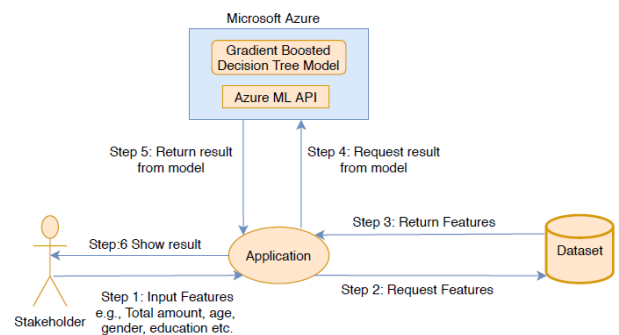 Microsoft Azure
Gradient Boosted
Decision Tree Model
Azure ML API
Step 5: Return result
from model
Step 4: Request result
from model
Step 3: Return Features
Step:6 Show result
Application
Dataset
Step 1: Input Features
e.g., Total amount, age,
gender, education etc.
Step 2: Request Features
Stakeholder